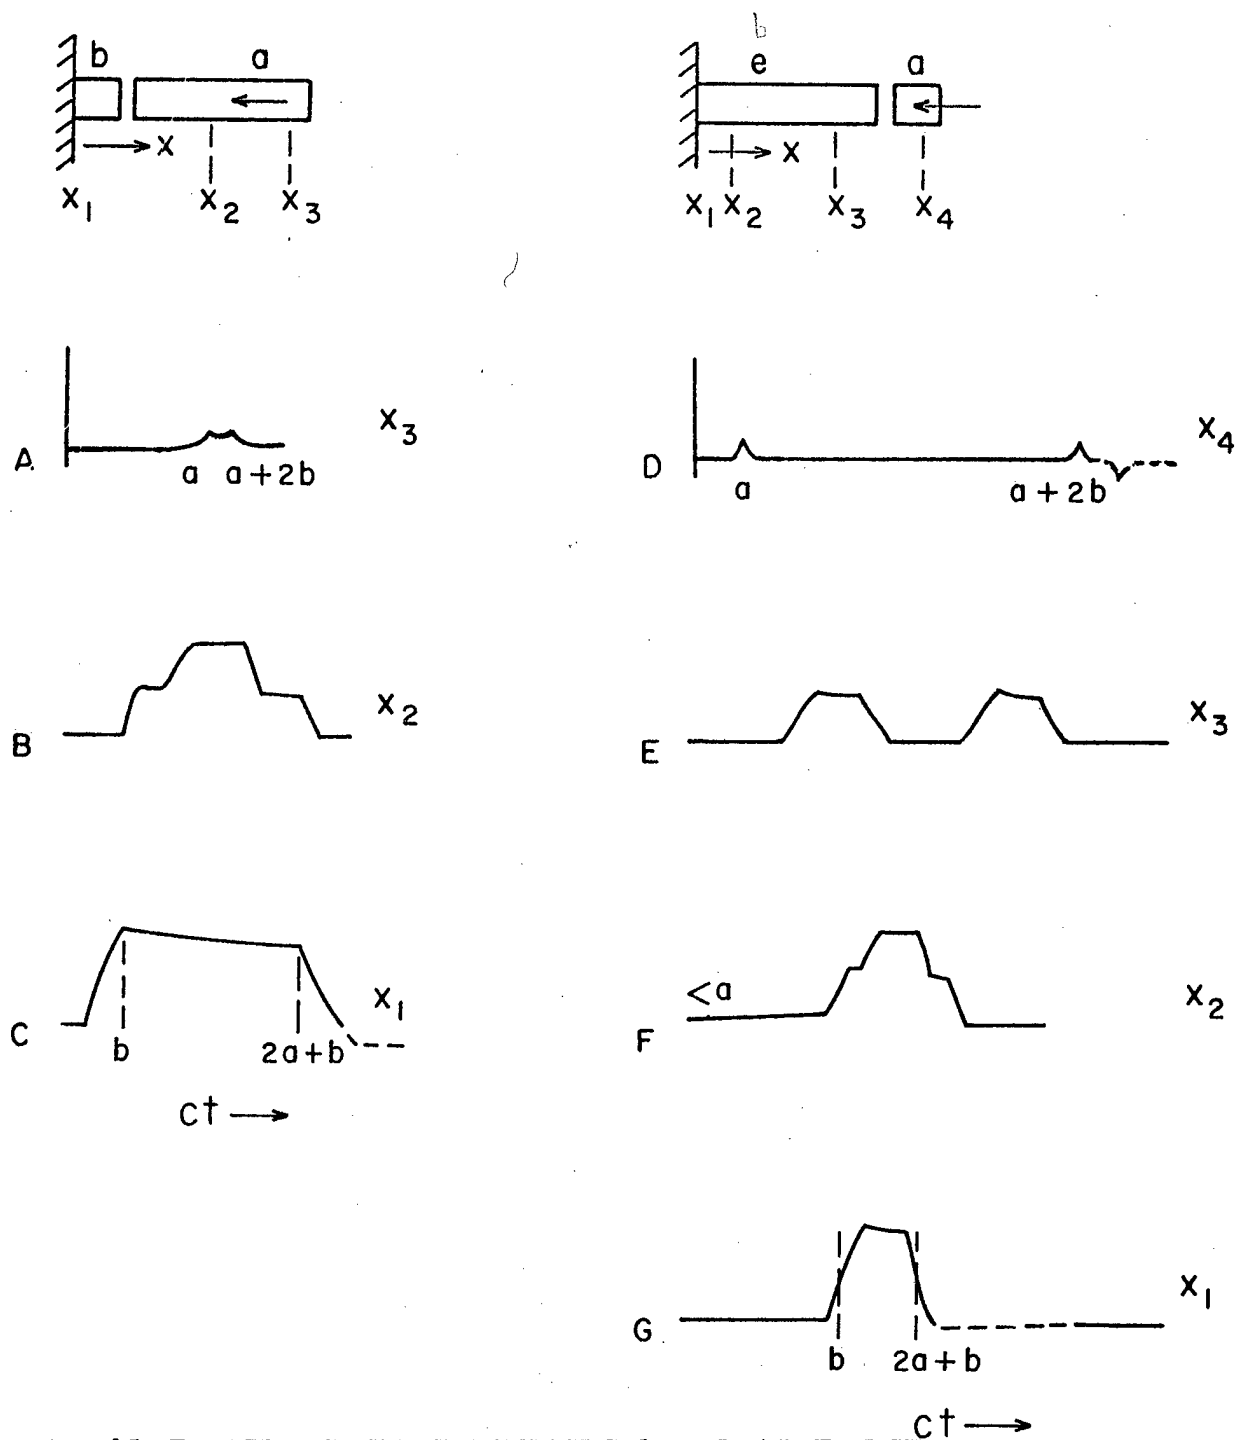 b a
x
x1 x2 x3
b
e a
x
x1 x2 x3 x4
A. x3
a a + 2b
B x2
C x1
b 2a + b
ct
D x4
a a + 2b
E x3
<a
F x2
G x1
b 2a + b
ct